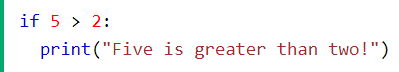 if 5 > 2:
  print("Five is greater than two!")